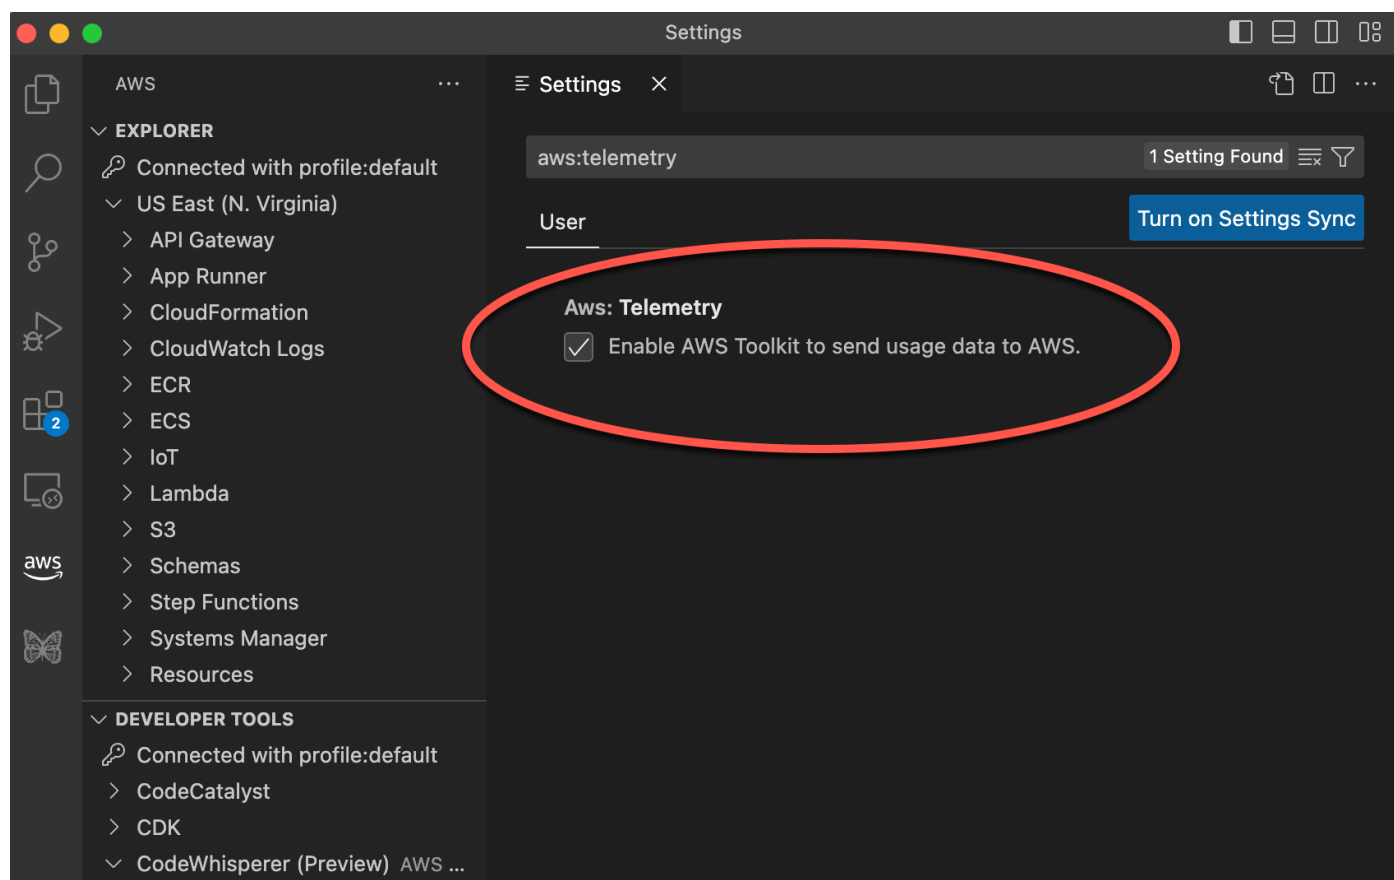 Settings
AWS
Settings
EXPLORER
Connected with profile:default
US East (N. Virginia)
API Gateway
App Runner
CloudFormation
CloudWatch Logs
ECR
ECS
IoT
Lambda
S3
Schemas
Step Functions
Systems Manager
Resources
DEVELOPER TOOLS
Connected with profile:default
CodeCatalyst
CDK
CodeWhisperer (Preview) AWS ...
2
aws
aws:telemetry
1 Setting Found
User
Turn on Settings Sync
Aws: Telemetry
Enable AWS Toolkit to send usage data to AWS.